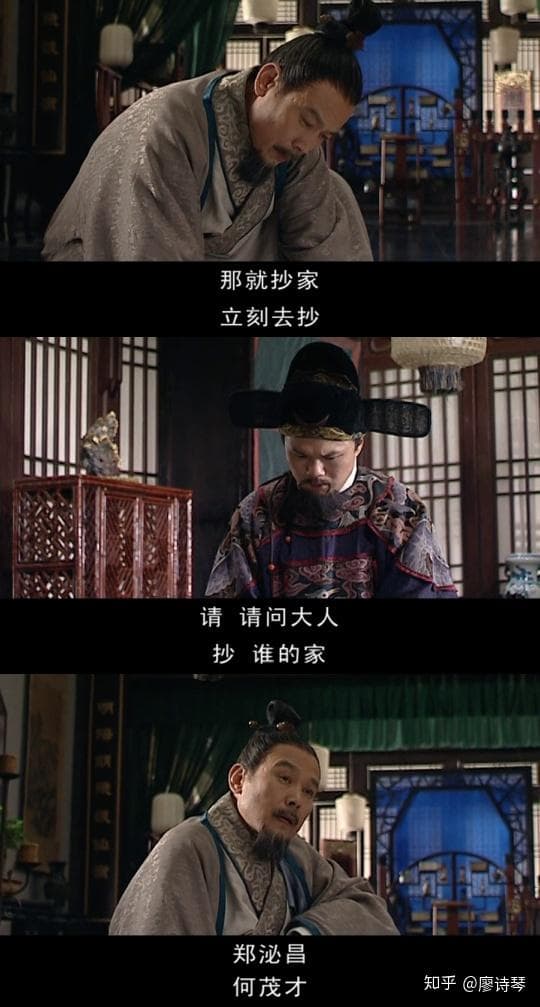 那就抄家
立刻去抄
请 请问大人
抄 谁的家
郑泌昌
何茂才
知乎 @廖诗琴